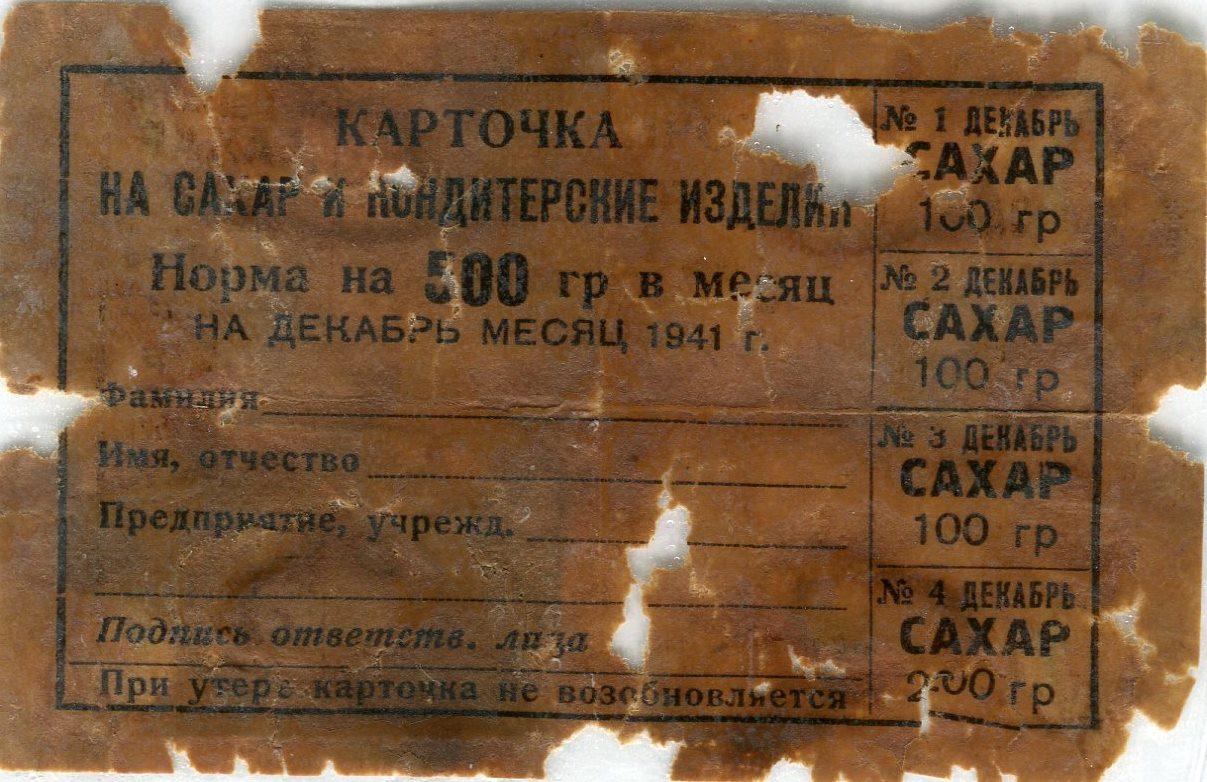 КАРТОЧКА
НА САХАР И КОНДИТЕРСКИЕ ИЗДЕЛИЯ
Норма на 500 гр в месяц
НА ДЕКАБРЬ МЕСЯЦ 1941 г.
Фамилия
Имя, отчество
Предприятие, учрежд.
Подпись ответств. лица
При утере карточка не возобновляется
№ 1 ДЕКАБРЬ
САХАР
100 гр
№ 2 ДЕКАБРЬ
САХАР
100 гр
№ 3 ДЕКАБРЬ
САХАР
100 гр
№ 4 ДЕКАБРЬ
САХАР
200 гр